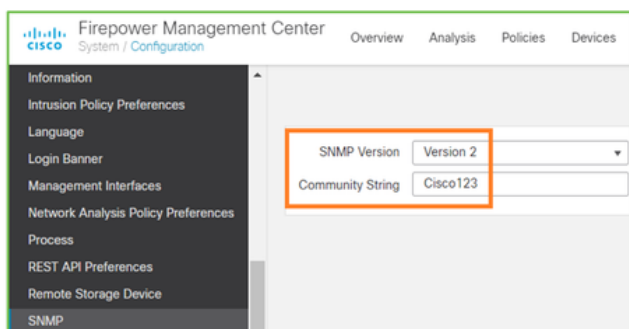 Firepower Management Center
CISCO System / Configuration
Overview Analysis Policies Devices
Information
Intrusion Policy Preferences
Language
Login Banner
Management Interfaces
Network Analysis Policy Preferences
Process
REST API Preferences
Remote Storage Device
SNMP
SNMP Version Version 2
Community String Cisco123